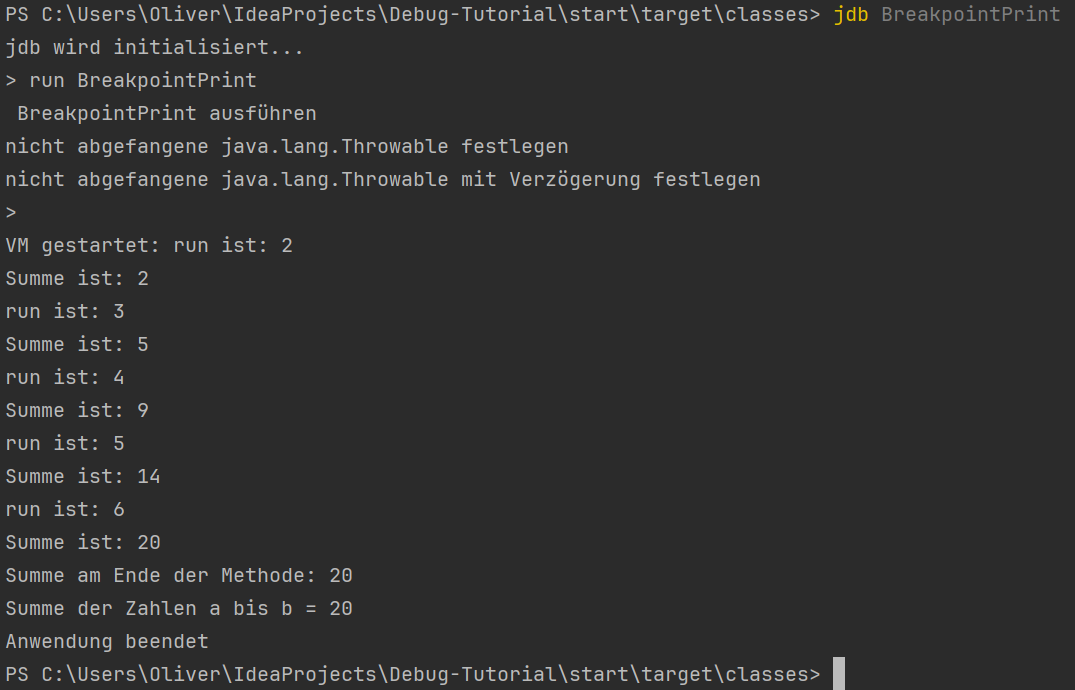 PS C:\Users\Oliver\IdeaProjects\Debug-Tutorial\start\target\classes> jdb BreakpointPrint
jdb wird initialisiert...
> run BreakpointPrint
 BreakpointPrint ausführen
nicht abgefangene java.lang.Throwable festlegen
nicht abgefangene java.lang.Throwable mit Verzögerung festlegen
>
VM gestartet: run ist: 2
Summe ist: 2
run ist: 3
Summe ist: 5
run ist: 4
Summe ist: 9
run ist: 5
Summe ist: 14
run ist: 6
Summe ist: 20
Summe am Ende der Methode: 20
Summe der Zahlen a bis b = 20
Anwendung beendet
PS C:\Users\Oliver\IdeaProjects\Debug-Tutorial\start\target\classes>